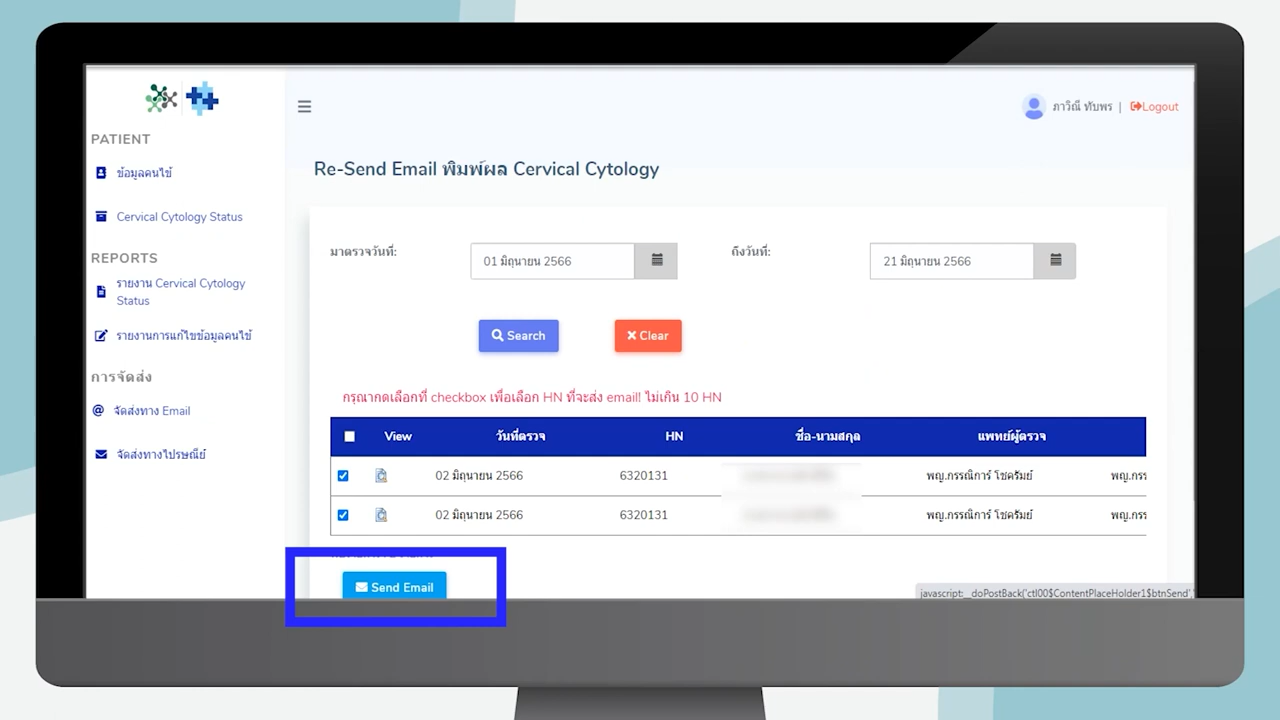 ภาวิณี ทับพร | Logout
PATIENT
ข้อมูลคนไข้
Cervical Cytology Status
REPORTS
รายงาน Cervical Cytology
Status
รายงานการแก้ไขข้อมูลคนไข้
การจัดส่ง
จัดส่งทาง Email
จัดส่งทางไปรษณีย์
Re-Send Email พิมพ์ผล Cervical Cytology
มาตรวจวันที่: 01 มิถุนายน 2566 ถึงวันที่: 21 มิถุนายน 2566
Search Clear
กรุณากดเลือกที่ checkbox เพื่อเลือก HN ที่จะส่ง email! ไม่เกิน 10 HN
View วันที่ตรวจ HN ชื่อ-นามสกุล แพทย์ผู้ตรวจ
02 มิถุนายน 2566 6320131 พญ.กรรณิการ์ โชครัมย์ พญ.กรร
02 มิถุนายน 2566 6320131 พญ.กรรณิการ์ โชครัมย์ พญ.กรร
Send Email
javascript:__doPostBack('ctl00$ContentPlaceHolder1$btnSend','